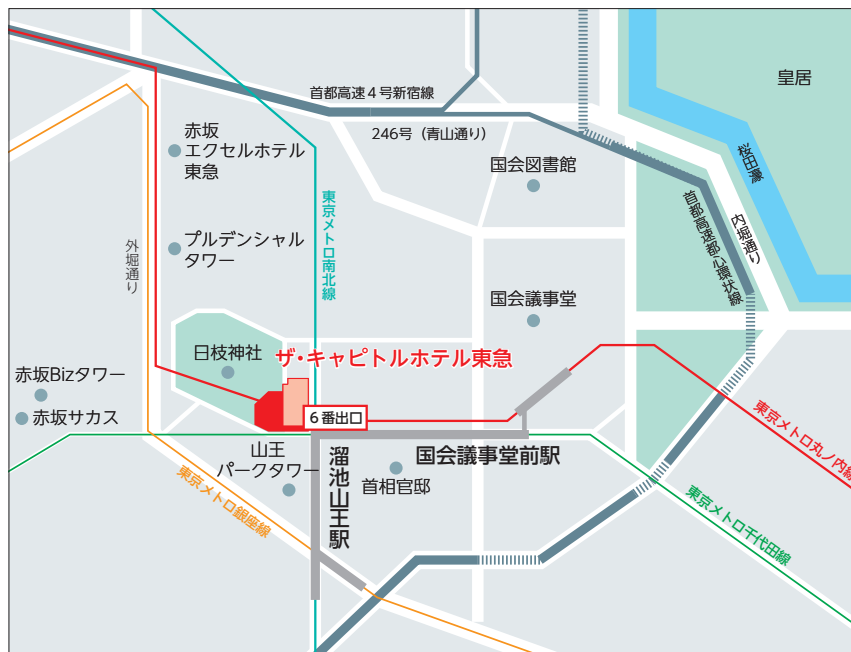 皇居
首都高速4号新宿線
246号（青山通り）
赤坂
エクセルホテル
東急
国会図書館
桜田濠
内堀通り
首都高速都心環状線
東京メトロ南北線
プルデンシャル
タワー
外堀通り
国会議事堂
日枝神社
ザ・キャピトルホテル東急
赤坂Bizタワー
赤坂サカス
6番出口
東京メトロ丸ノ内線
山王
パークタワー
溜池山王駅
国会議事堂前駅
首相官邸
東京メトロ銀座線
東京メトロ千代田線